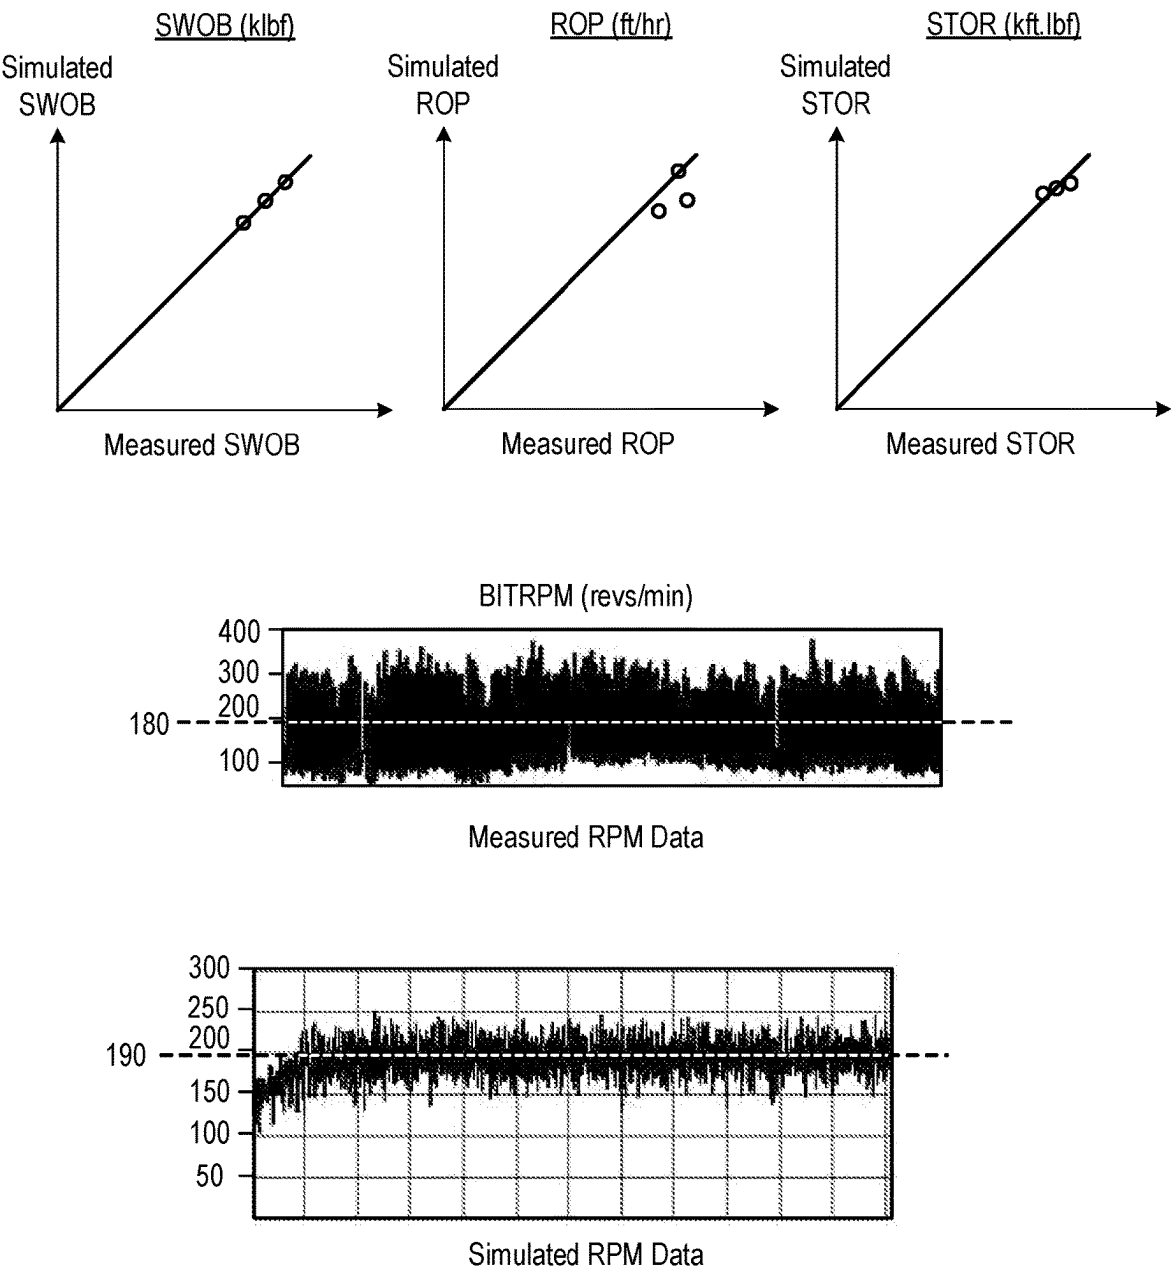 SWOB (klbf)
ROP (ft/hr)
STOR (kft.lbf)
Simulated
SWOB
Simulated
ROP
Simulated
STOR
Measured SWOB
Measured ROP
Measured STOR
BITRPM (revs/min)
400
300
200
180
100
Measured RPM Data
300
250
200
190
150
100
50
Simulated RPM Data